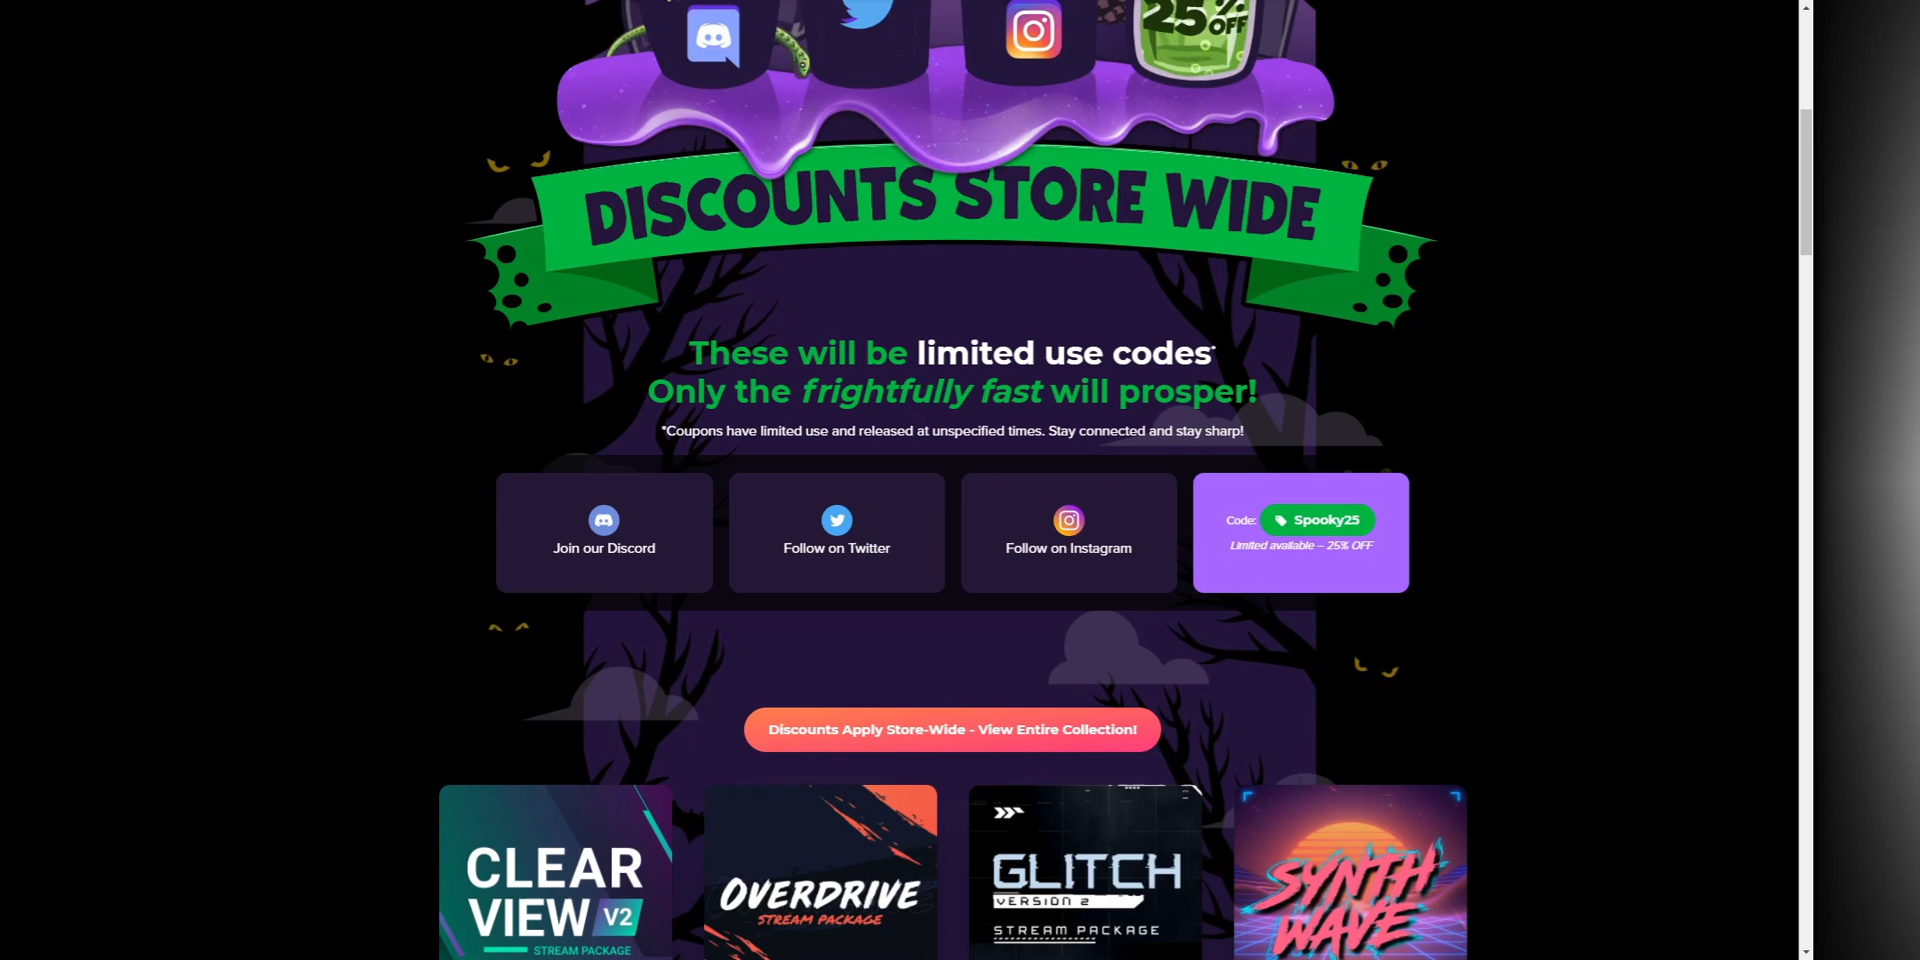 25%
OFF
DISCOUNTS STORE WIDE
These will be limited use codes*
Only the frightfully fast will prosper!
*Coupons have limited use and released at unspecified times. Stay connected and stay sharp!
Join our Discord
Follow on Twitter
Follow on Instagram
Code: Spooky25
Limited available – 25% OFF
Discounts Apply Store-Wide - View Entire Collection!
CLEAR
VIEW V2
STREAM PACKAGE
OVERDRIVE
STREAM PACKAGE
GLITCH
VERSION 2
STREAM PACKAGE
SYNTH
WAVE